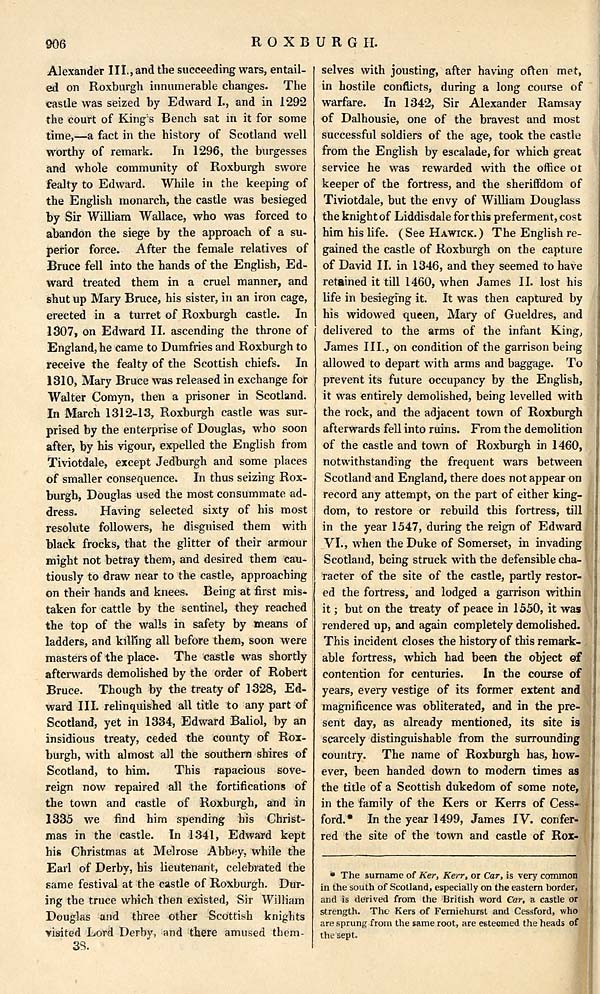 906
ROXBURGH.
Alexander III., and the succeeding wars, entail-
ed on Roxburgh innumerable changes. The
castle was seized by Edward I., and in 1292
the court of King's Bench sat in it for some
time,—a fact in the history of Scotland well
worthy of remark. In 1296, the burgesses
and whole community of Roxburgh swore
fealty to Edward. While in the keeping of
the English monarch, the castle was besieged
by Sir William Wallace, who was forced to
abandon the siege by the approach of a su-
perior force. After the female relatives of
Bruce fell into the hands of the English, Ed-
ward treated them in a cruel manner, and
shut up Mary Bruce, his sister, in an iron cage,
erected in a turret of Roxburgh castle. In
1307, on Edward II. ascending the throne of
England, he came to Dumfries and Roxburgh to
receive the fealty of the Scottish chiefs. In
1310, Mary Bruce was released in exchange for
Walter Comyn, then a prisoner in Scotland.
In March 1312-13, Roxburgh castle was sur-
prised by the enterprise of Douglas, who soon
after, by his vigour, expelled the English from
Tiviotdale, except Jedburgh and some places
of smaller consequence. In thus seizing Rox-
burgh, Douglas used the most consummate ad-
dress. Having selected sixty of his most
resolute followers, he disguised them with
black frocks, that the glitter of their armour
might not betray them, and desired them cau-
tiously to draw near to the castle, approaching
on their hands and knees. Being at first mis-
taken for cattle by the sentinel, they reached
the top of the walls in safety by means of
ladders, and killing all before them, soon were
masters of the place. The castle was shortly
afterwards demolished by the order of Robert
Bruce. Though by the treaty of 1328, Ed-
ward III. relinquished all title to any part of
Scotland, yet in 1334, Edward Baliol, by an
insidious treaty, ceded the county of Rox-
burgh, with almost all the southern shires of
Scotland, to him. This rapacious sove-
reign now repaired all the fortifications of
the town and castle of Roxburgh, and in
1335 we find him spending his Christ-
mas in the castle. In 1341, Edward kept
his Christmas at Melrose Abbey, while the
Earl of Derby, his lieutenant, celebrated the
same festival at the castle of Roxburgh. Dur-
ing the truce which then existed, Sir William
Douglas and three other Scottish knights
visited Lord Derby, and there amused them-
3S.
selves with jousting, after having often met,
in hostile conflicts, during a long course of
warfare. In 1342, Sir Alexander Ramsay
of Dalhousie, one of the bravest and most
successful soldiers of the age, took the castle
from the English by escalade, for which great
service he was rewarded with the office of
keeper of the fortress, and the sheriffdom of
Tiviotdale, but the envy of William Douglass
the knight of Liddisdale for this preferment, cost
him his life. (See HAWICK.) The English re-
gained the castle of Roxburgh on the capture
of David II. in 1346, and they seemed to have
retained it till 1460, when James II. lost his
life in besieging it. It was then captured by
his widowed queen, Mary of Gueldres, and
delivered to the arms of the infant King,
James III., on condition of the garrison being
allowed to depart with arms and baggage. To
prevent its future occupancy by the English,
it was entirely demolished, being levelled with
the rock, and the adjacent town of Roxburgh
afterwards fell into ruins. From the demolition
of the castle and town of Roxburgh in 1460,
notwithstanding the frequent wars between
Scotland and England, there does not appear on
record any attempt, on the part of either king-
dom, to restore or rebuild this fortress, till
in the year 1547, during the reign of Edward
VI., when the Duke of Somerset, in invading
Scotland, being struck with the defensible cha-
racter of the site of the castle, partly restor-
ed the fortress, and lodged a garrison within
it; but on the treaty of peace in 1550, it was
rendered up, and again completely demolished.
This incident closes the history of this remark-
able fortress, which had been the object of
contention for centuries. In the course of
years, every vestige of its former extent and
magnificence was obliterated, and in the pre-
sent day, as already mentioned, its site is
scarcely distinguishable from the surrounding
country. The name of Roxburgh has, how-
ever, been handed down to modern times as
the title of a Scottish dukedom of some note,
in the family of the Kers or Kerrs of Cess-
ford.* In the year 1499, James IV. confer-
red the site of the town and castle of Rox-
* The surname of Ker, Kerr, or Car, is very common
in the south of Scotland, especially on the eastern border,
and is derived from the British word Car, a castle or
strength. The Kers of Ferniehurst and Cessford, who
are sprung from the same root, are esteemed the heads of
the sept.